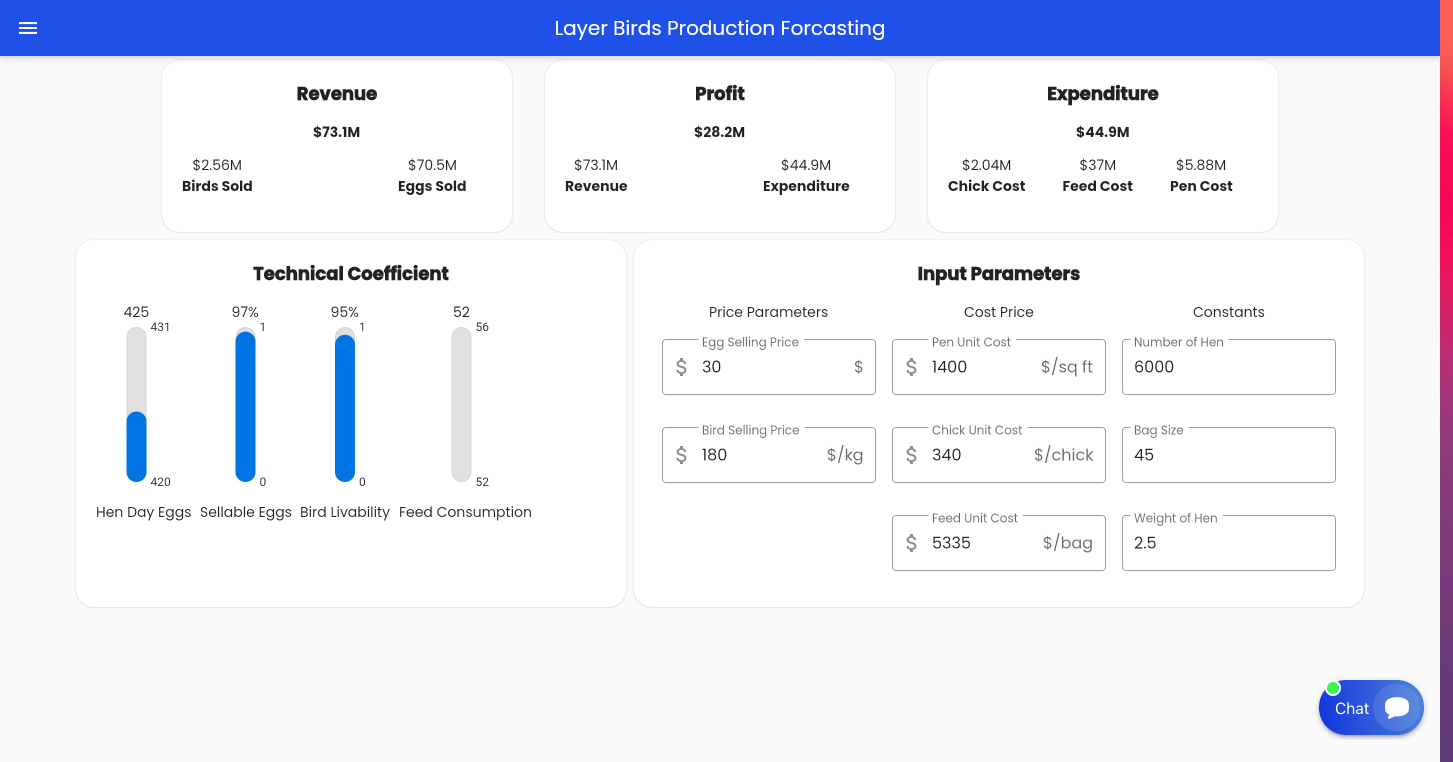 Layer Birds Production Forcasting
Revenue
$73.1M
$2.56M $70.5M
Birds Sold Eggs Sold
Profit
$28.2M
$73.1M $44.9M
Revenue Expenditure
Expenditure
$44.9M
$2.04M $37M $5.88M
Chick Cost Feed Cost Pen Cost
Technical Coefficient
425 97% 95% 52
431 1 1 56
420 0 0 52
Hen Day Eggs Sellable Eggs Bird Livability Feed Consumption
Input Parameters
Price Parameters Cost Price Constants
Egg Selling Price Pen Unit Cost Number of Hen
$ 30 $ $ 1400 $/sq ft 6000
Bird Selling Price Chick Unit Cost Bag Size
$ 180 $/kg $ 340 $/chick 45
Feed Unit Cost Weight of Hen
$ 5335 $/bag 2.5
Chat